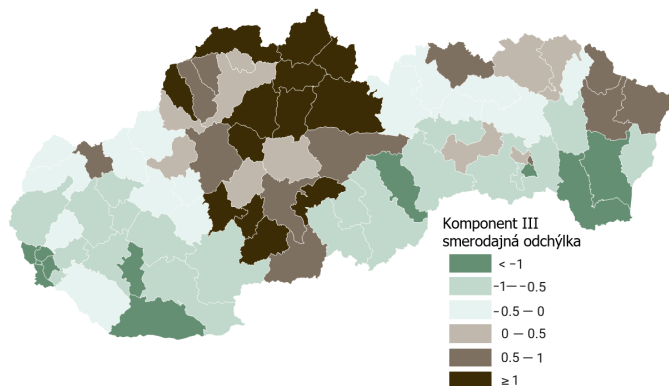 Komponent III
smerodajná odchýlka
< −1
−1— −0.5
−0.5 — 0
0 — 0.5
0.5 — 1
≥ 1